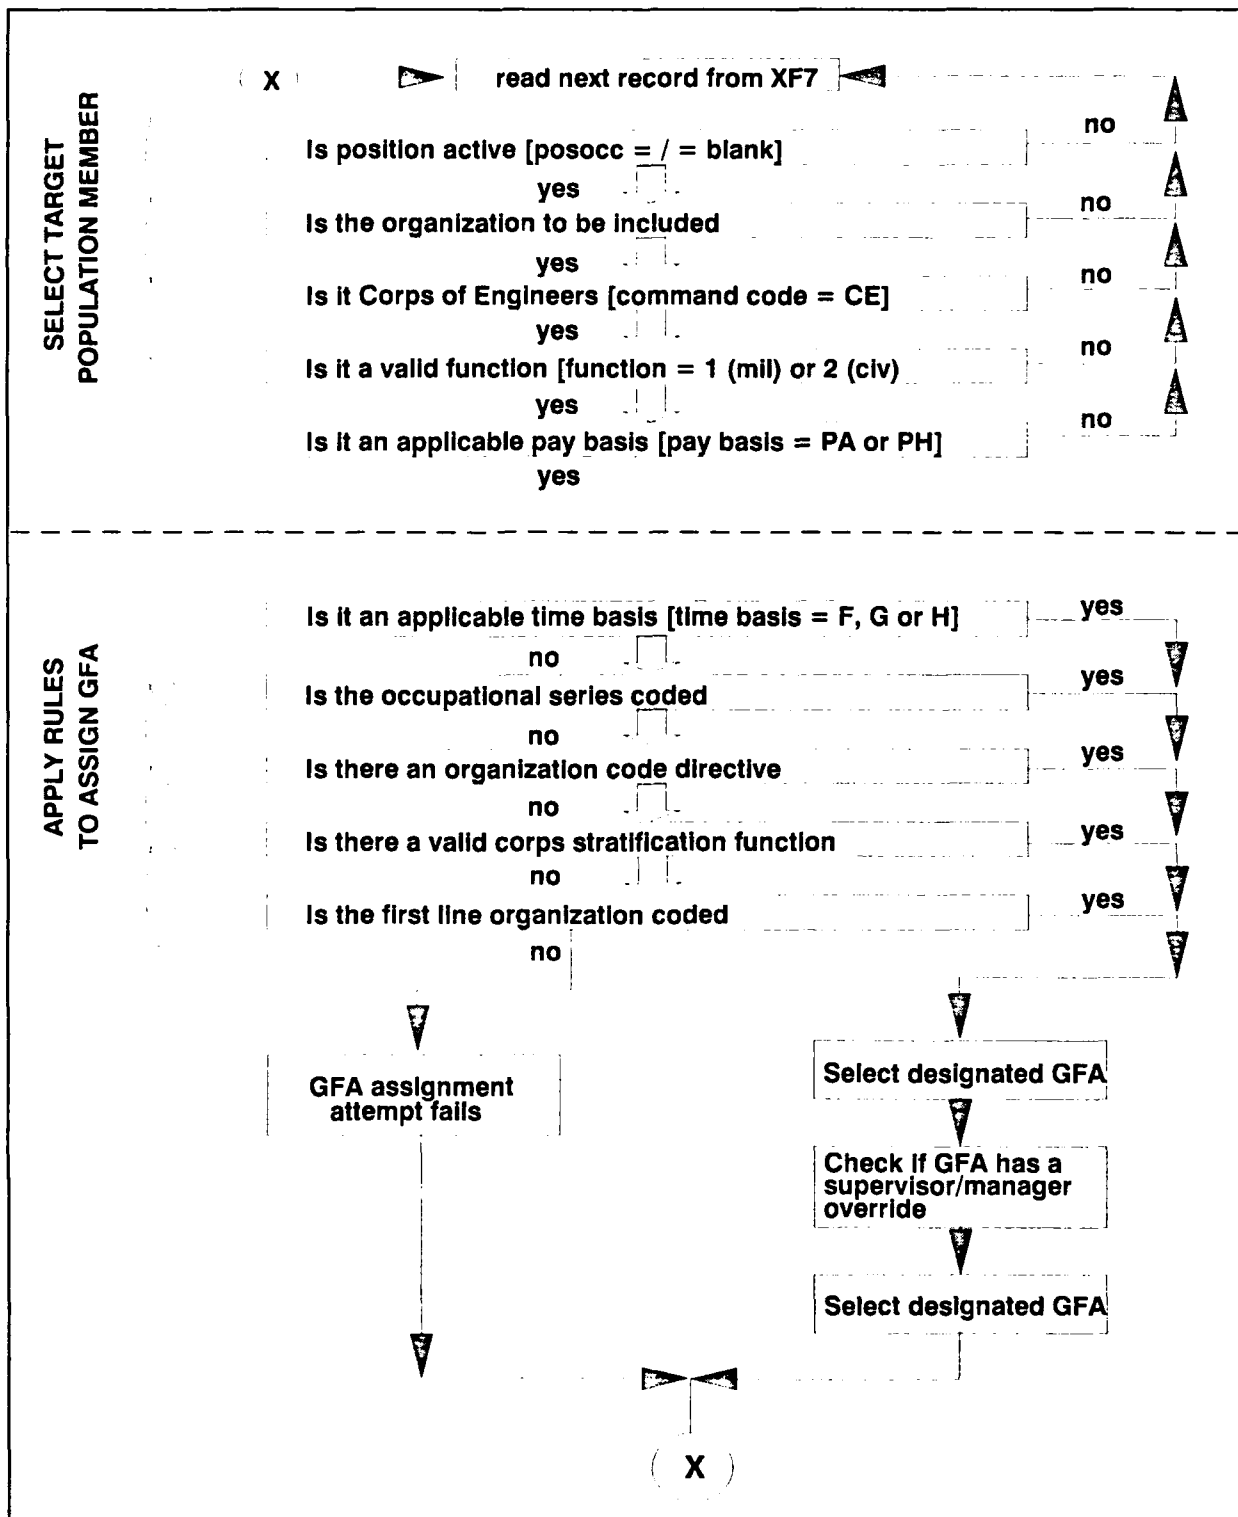 SELECT TARGET
POPULATION MEMBER
X
read next record from XF7
Is position active [posocc = / = blank]
no
yes
Is the organization to be included
no
yes
Is it Corps of Engineers [command code = CE]
no
yes
Is it a valid function [function = 1 (mil) or 2 (civ)
no
yes
Is it an applicable pay basis [pay basis = PA or PH]
no
yes
APPLY RULES
TO ASSIGN GFA
Is it an applicable time basis [time basis = F, G or H]
yes
no
Is the occupational series coded
yes
no
Is there an organization code directive
yes
no
Is there a valid corps stratification function
yes
no
Is the first line organization coded
yes
no
GFA assignment
attempt fails
Select designated GFA
Check if GFA has a
supervisor/manager
override
Select designated GFA
X